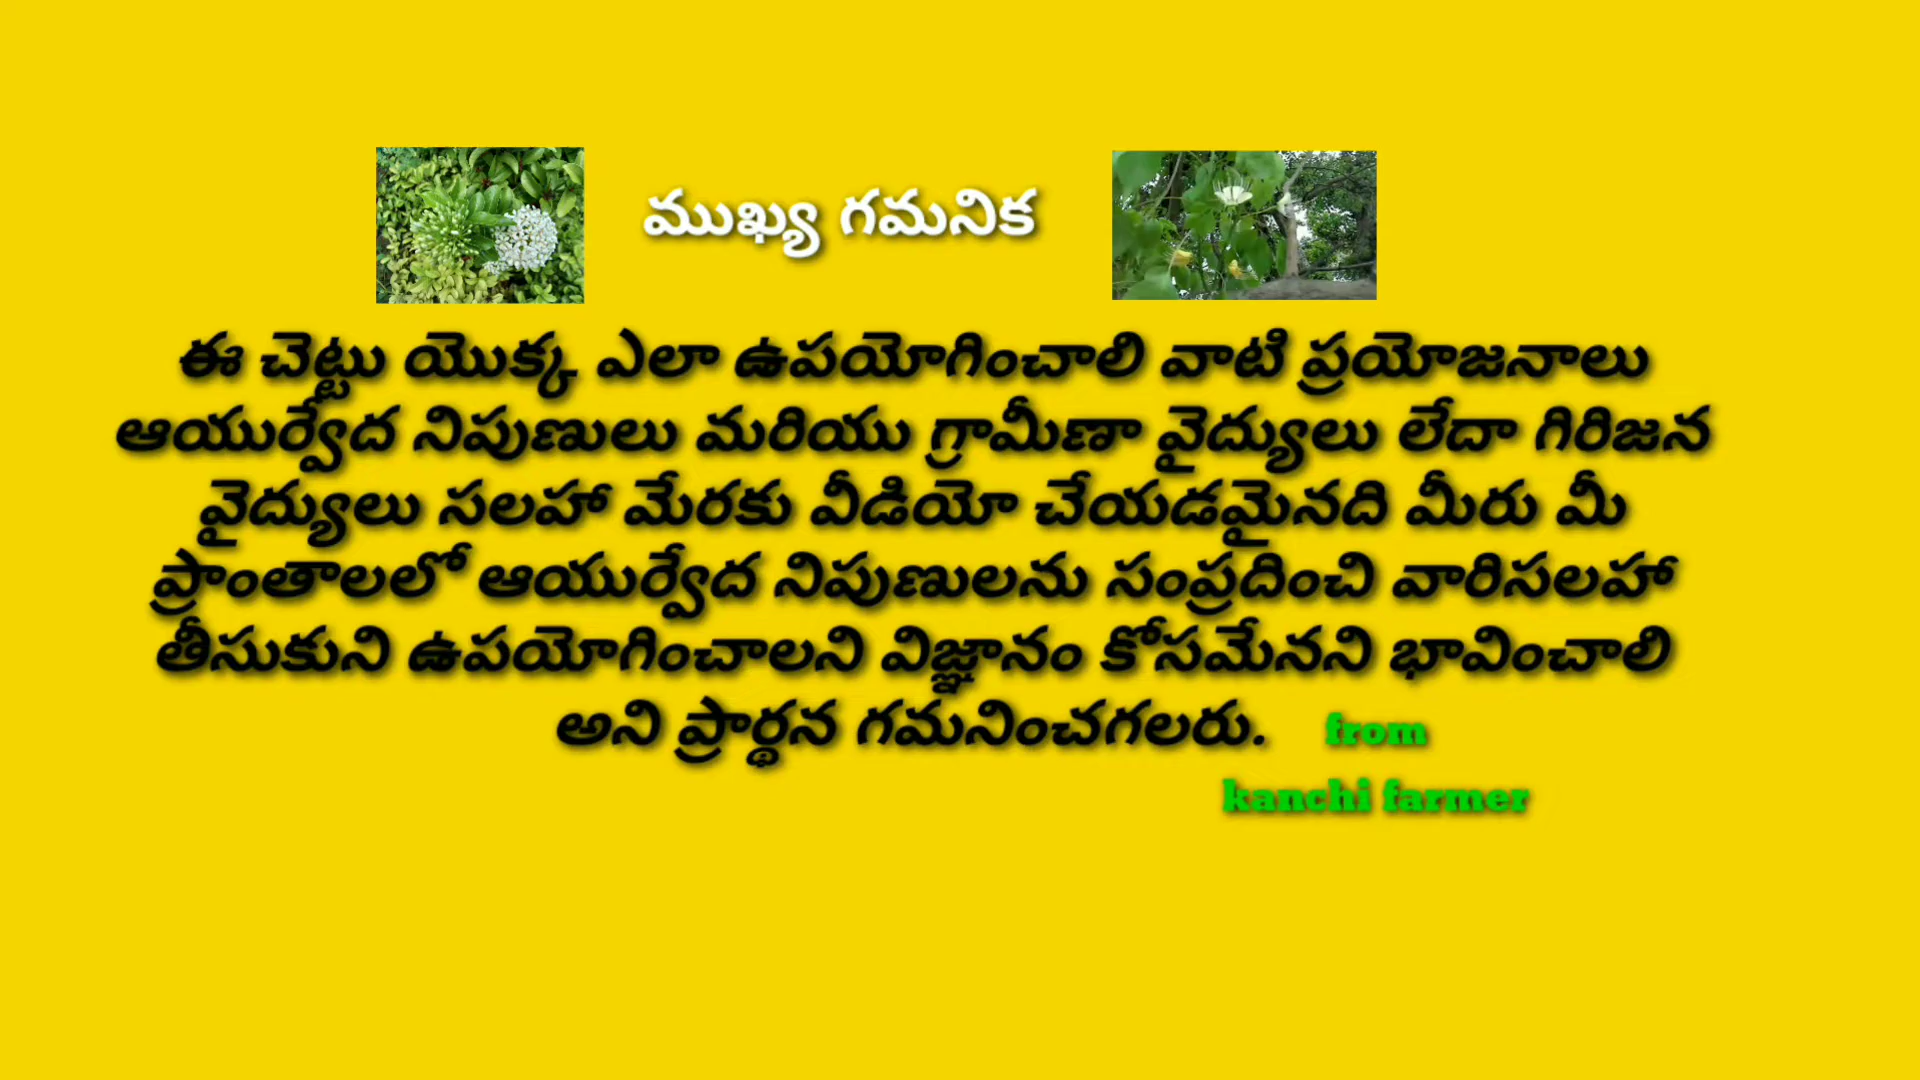 ముఖ్య గమనిక
ఈ చెట్టు యొక్క ఎలా ఉపయోగించాలి వాటి ప్రయోజనాలు
ఆయుర్వేద నిపుణులు మరియు గ్రామీణా వైద్యులు లేదా గిరిజన
వైద్యులు సలహా మేరకు వీడియో చేయడమైనది మీరు మీ
ప్రాంతాలలో ఆయుర్వేద నిపుణులను సంప్రదించి వారిసలహా
తీసుకుని ఉపయోగించాలని విజ్ఞానం కోసమేనని భావించాలి
అని ప్రార్థన గమనించగలరు.
from
kanchi farmer